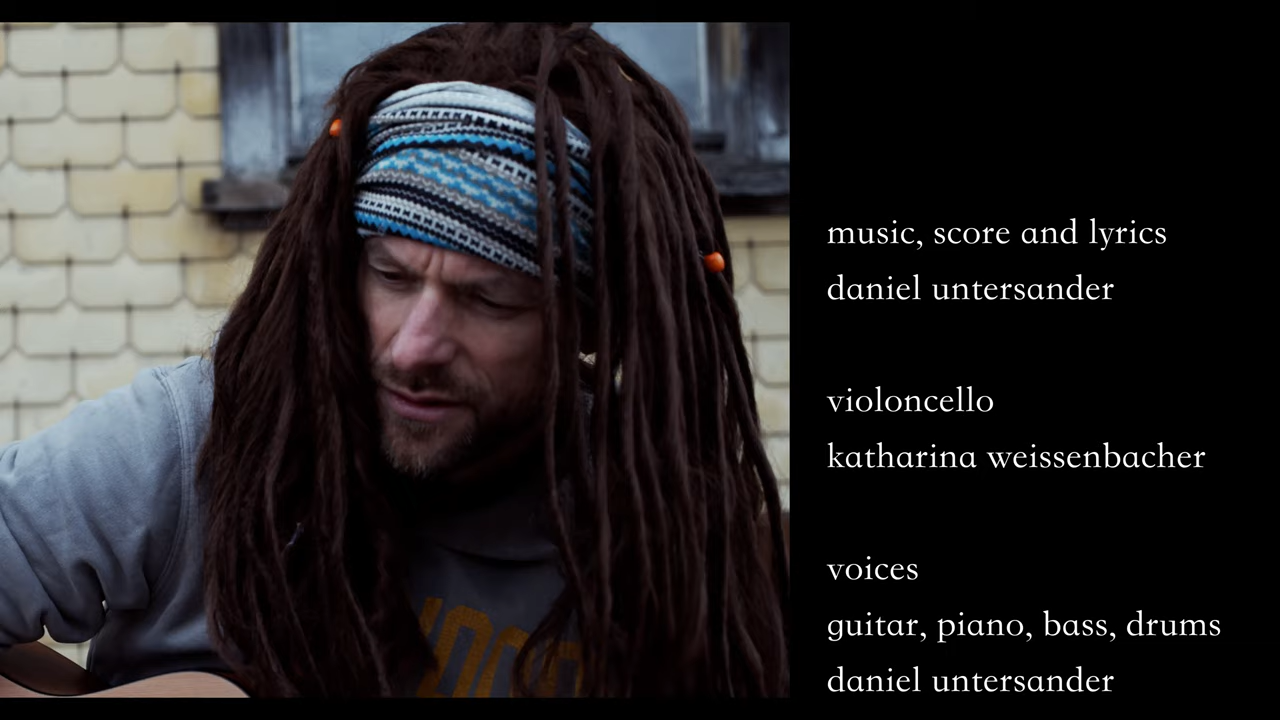 music, score and lyrics
daniel untersander
violoncello
katharina weissenbacher
voices
guitar, piano, bass, drums
daniel untersander